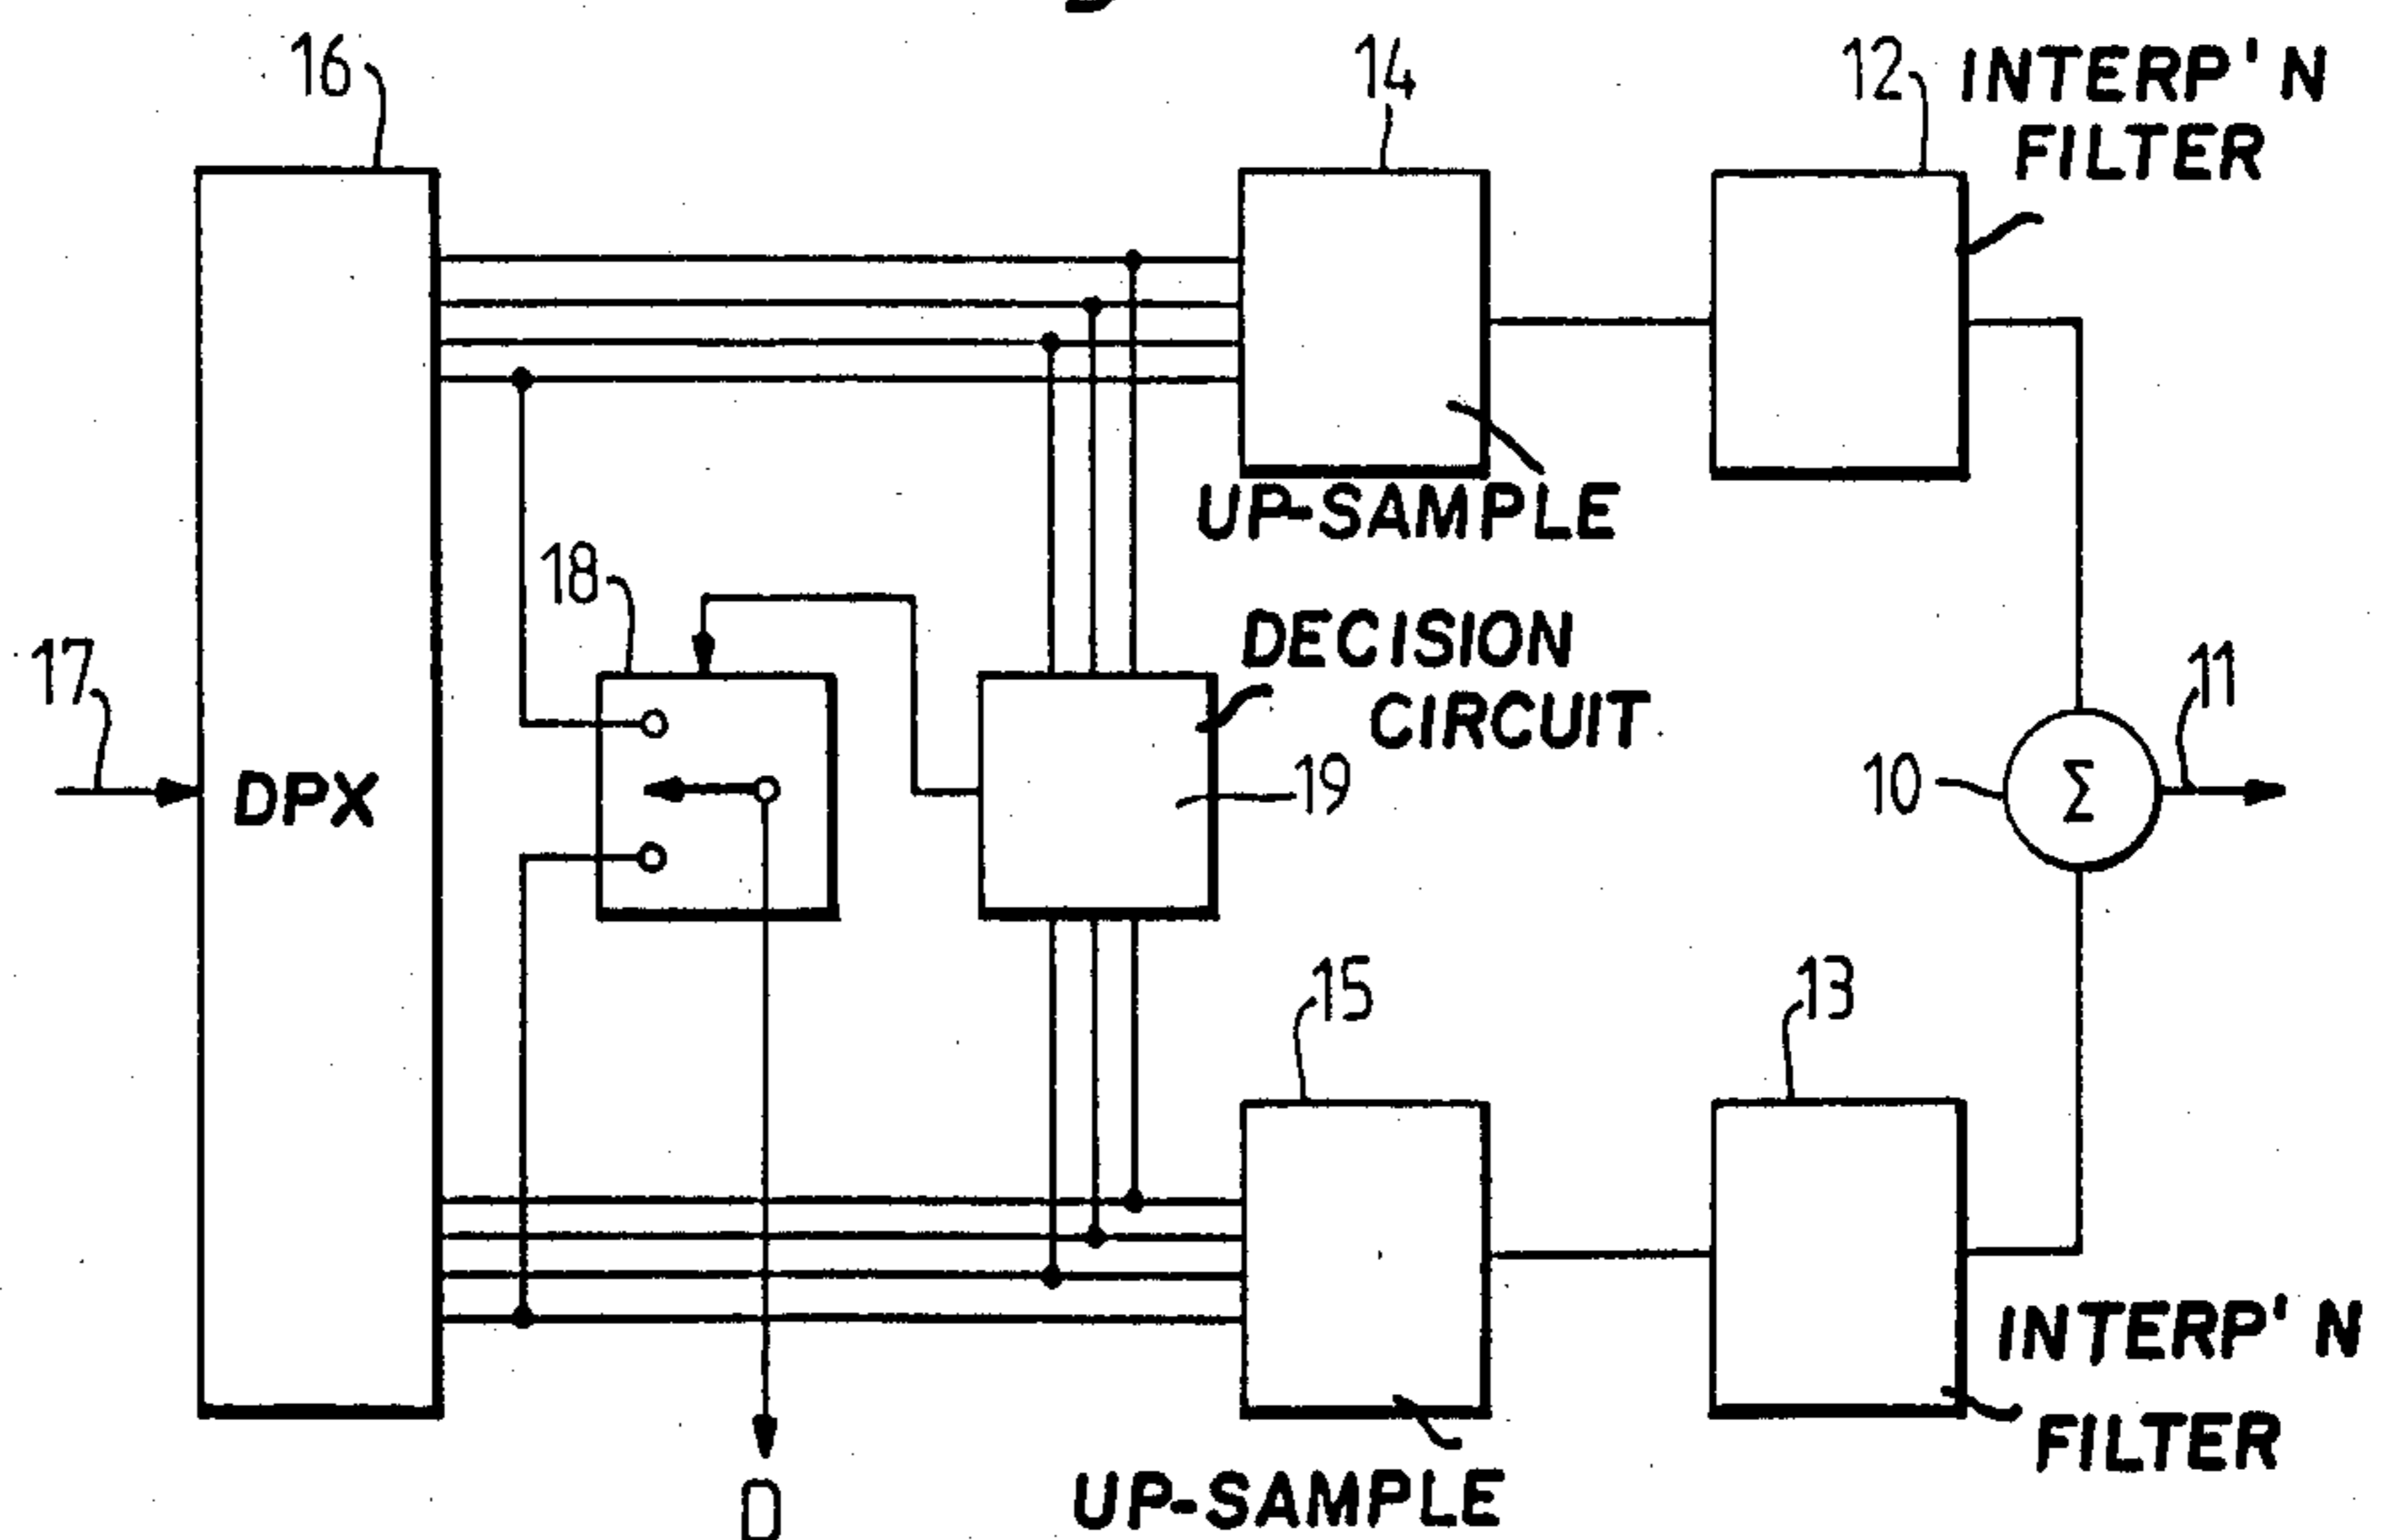 16
14
12
INTERP'N
FILTER
UP-SAMPLE
18
DECISION
CIRCUIT
17
11
DPX
19
10
Σ
15
13
INTERP'N
FILTER
UP-SAMPLE
D